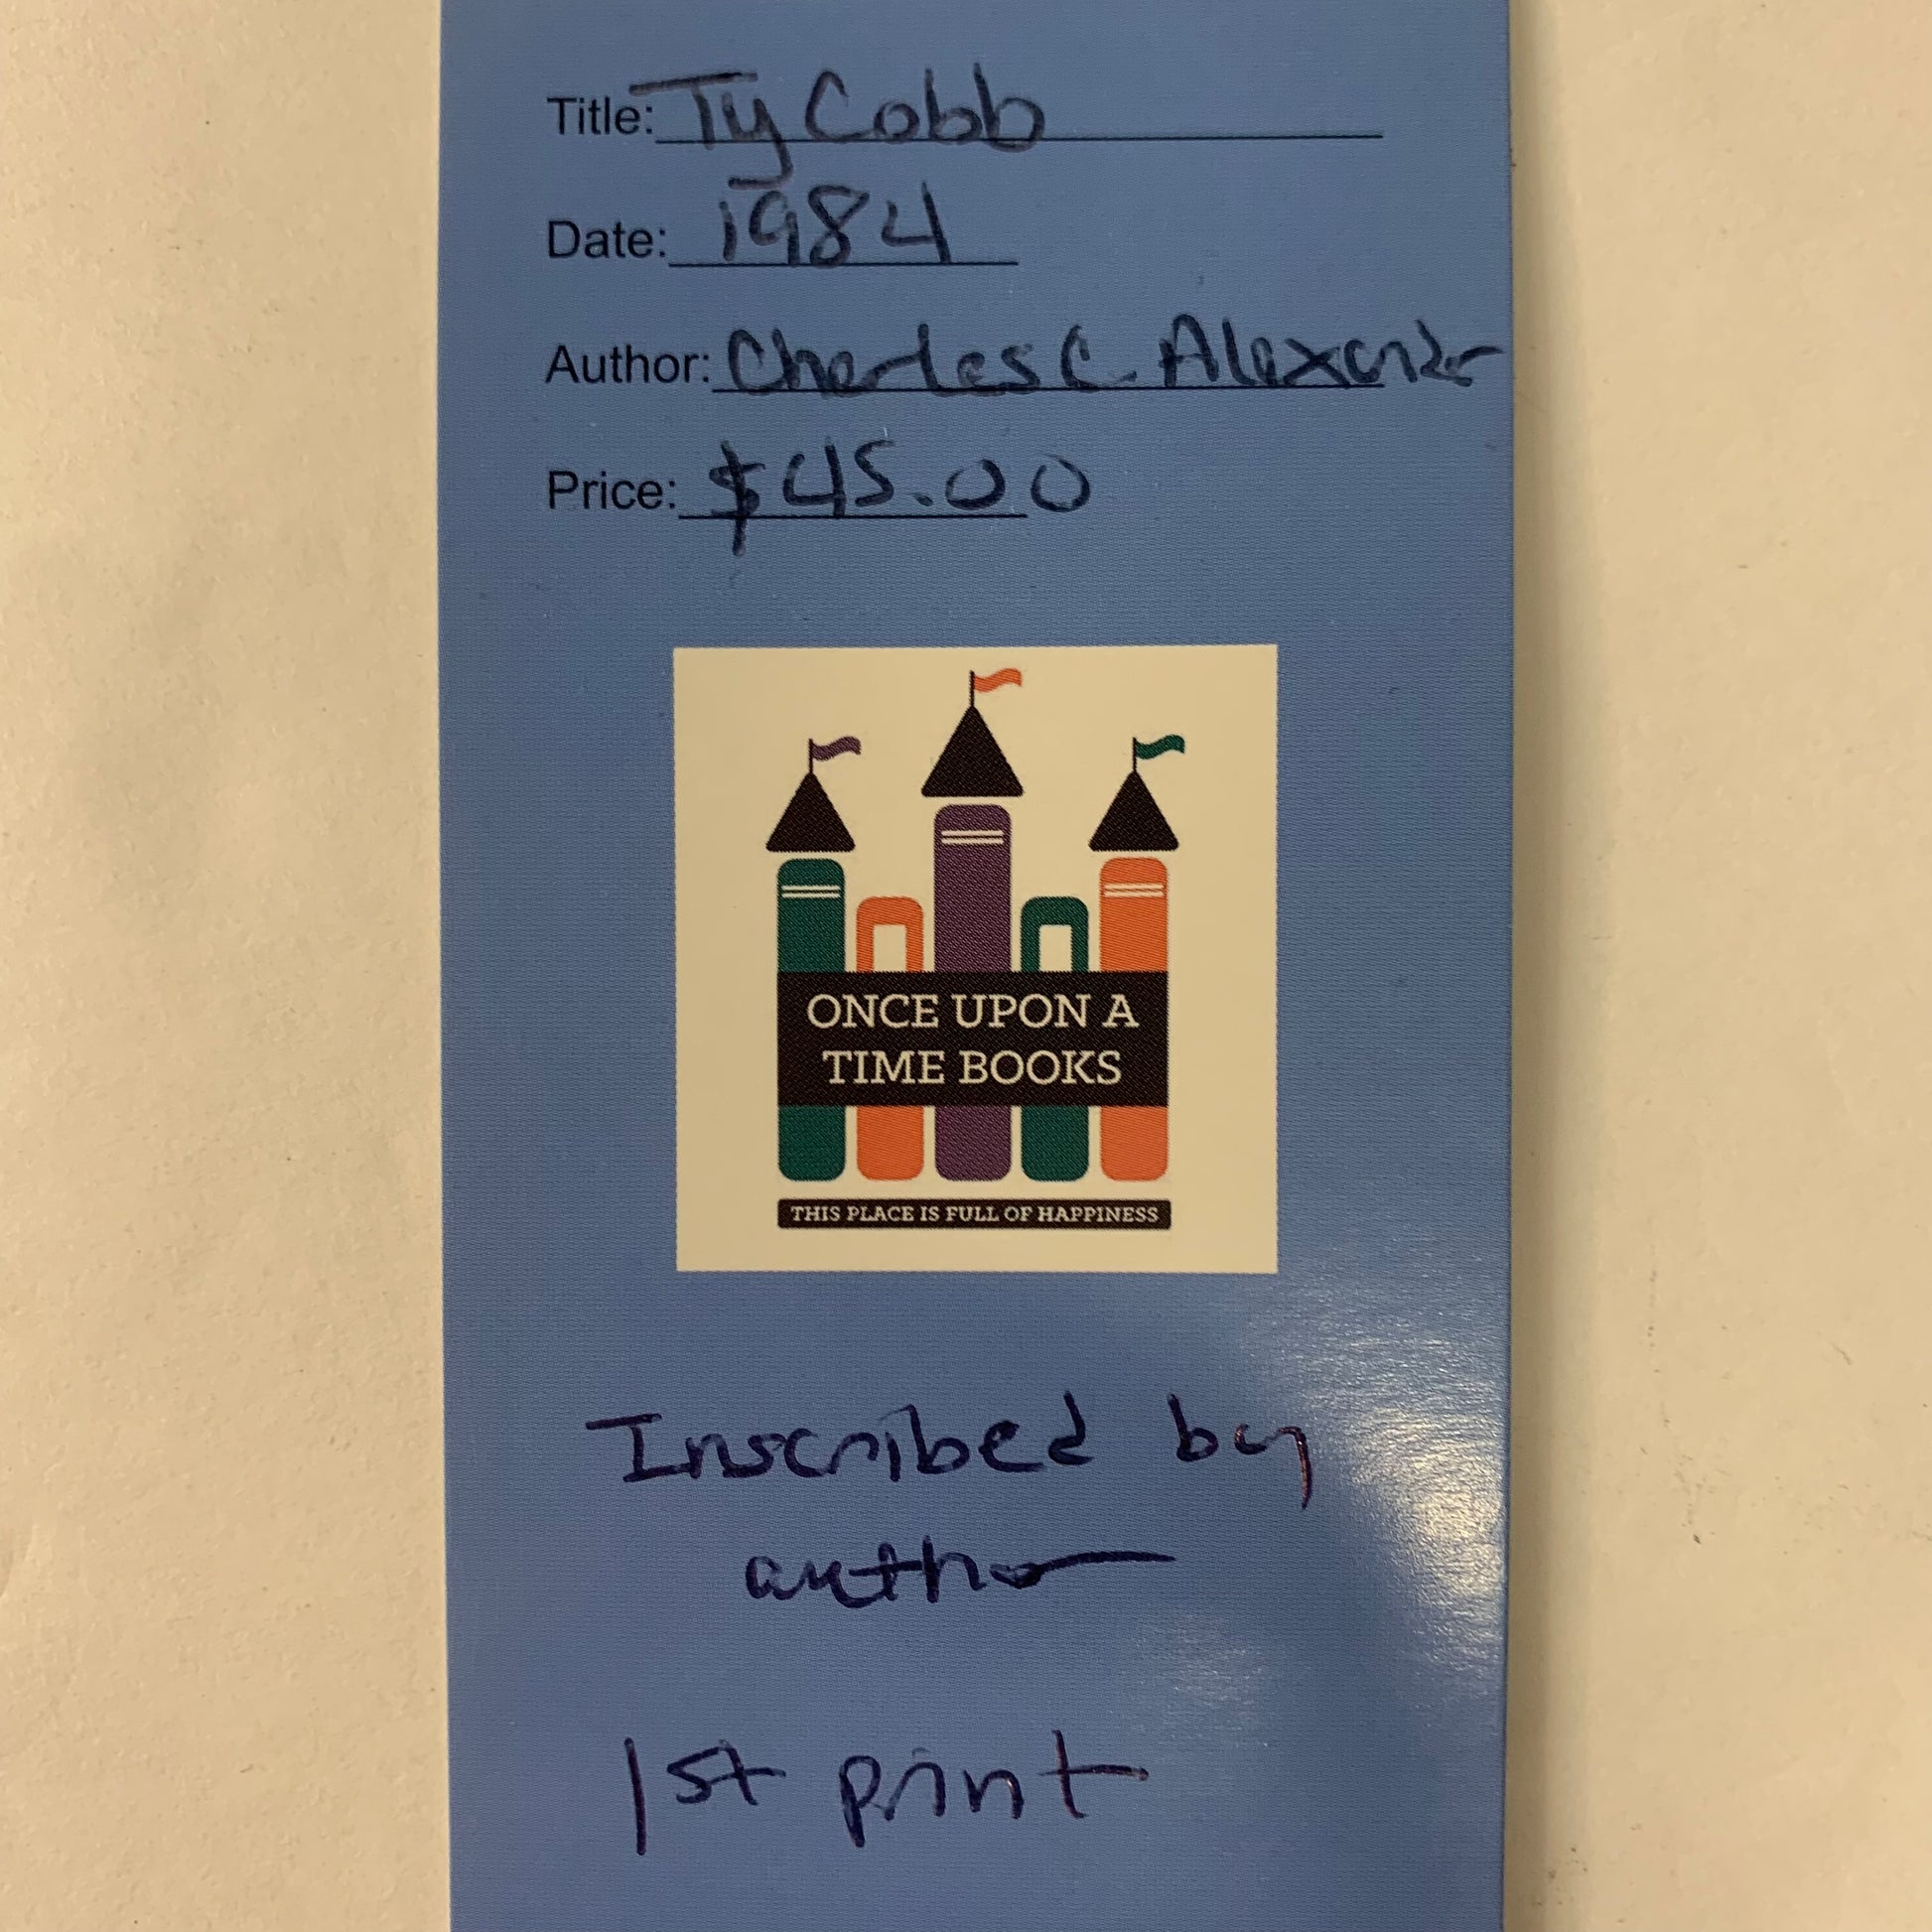 Title: Ty Cobb
Date: 1984
Author: Charles C. Alexander
Price: $45.00
ONCE UPON A
TIME BOOKS
THIS PLACE IS FULL OF HAPPINESS
Inscribed by
author
1st print